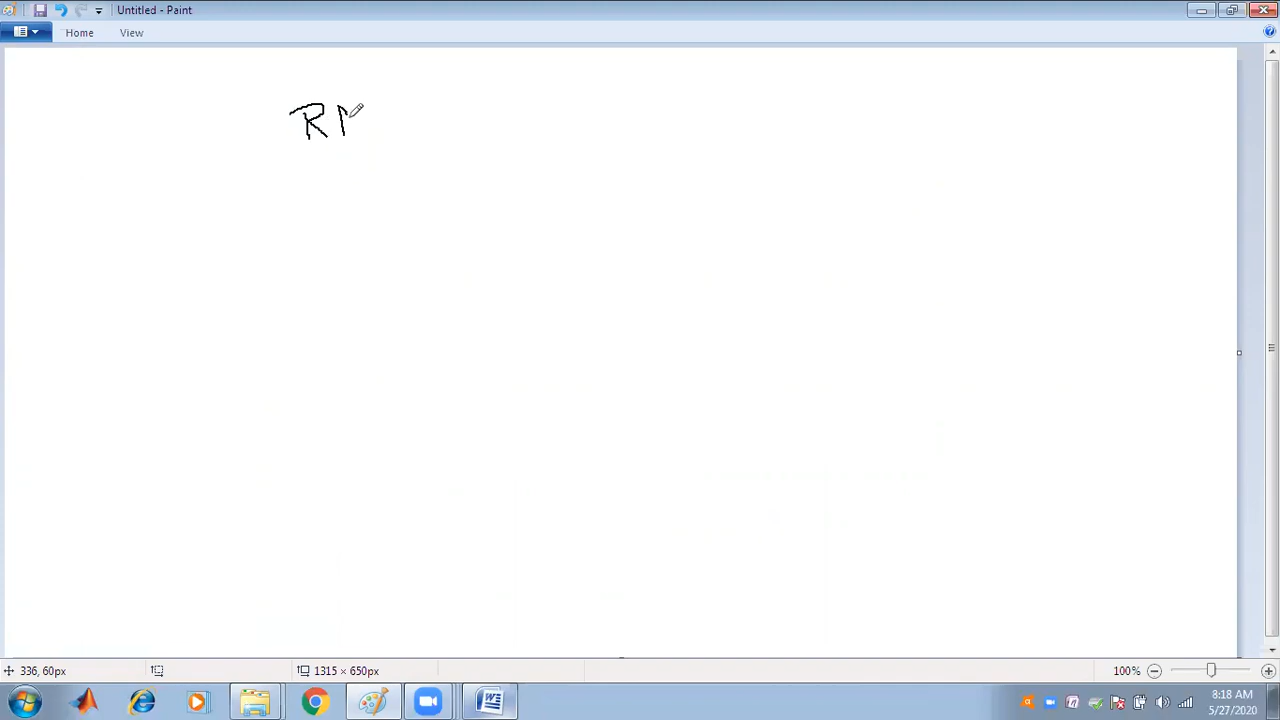 Untitled - Paint
Home View
R
336, 60px 1315 × 650px 100%
8:18 AM
5/27/2020